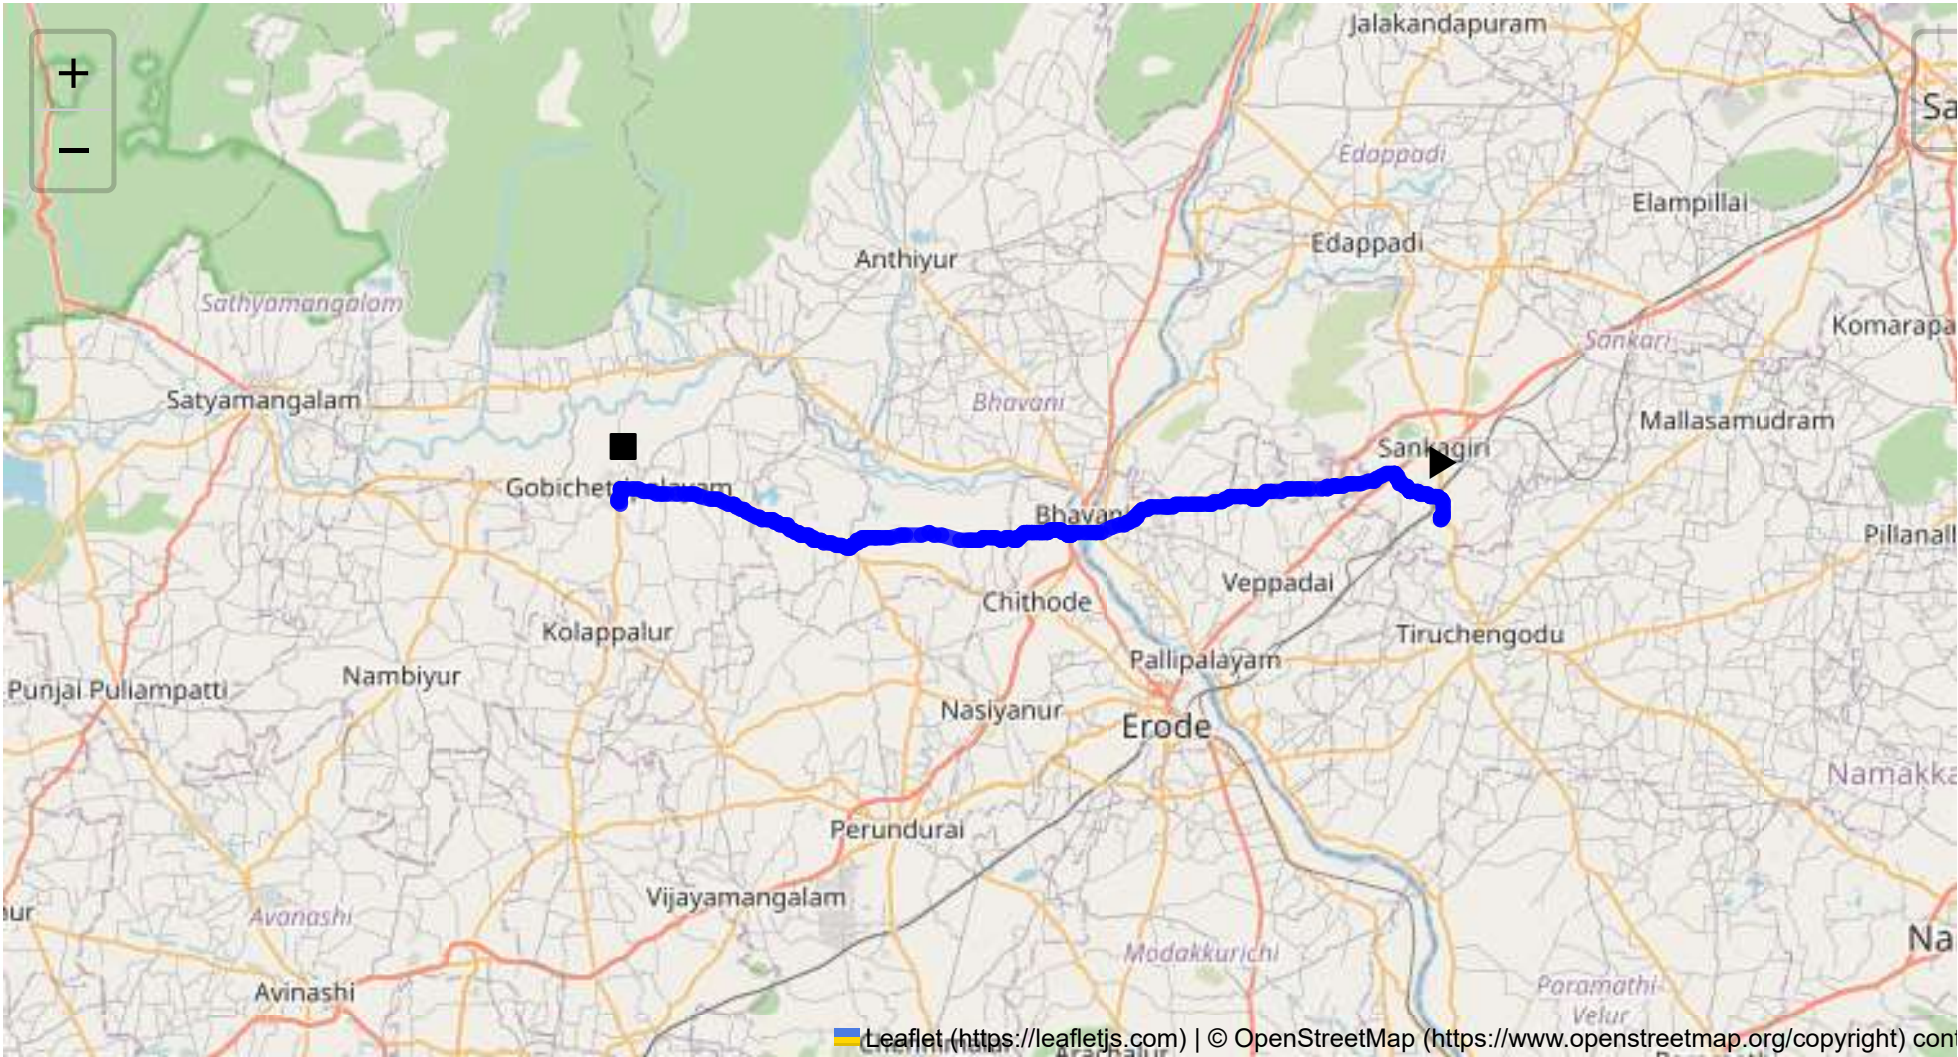 Jalakandapuram
+
Sa
−
Edappadi
Elampillai
Edappadi
Anthiyur
Sathyamangalam
Komarapa
Sankari
Satyamangalam
Bhavani
Mallasamudram
Sankagiri
Bhavan
Pillanall
Veppadai
Chithode
Kolappalur
Tiruchengodu
Pallipalayam
Nambiyur
Punjai Puliampatti
Nasiyanur
Erode
Namakka
Perundurai
Vijayamangalam
ur
Avanashi
Na
Modakkurichi
Avinashi
Paramathi-
Velur
Leaflet (https://leafletjs.com) | © OpenStreetMap (https://www.openstreetmap.org/copyright) con